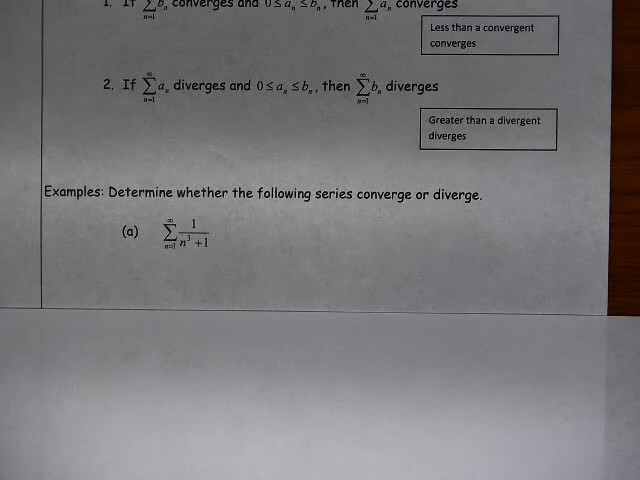 1. If ∑_{n=1} b_n converges and 0 ≤ a_n ≤ b_n, then ∑_{n=1} a_n converges
Less than a convergent
converges
2. If ∑_{n=1}^{∞} a_n diverges and 0 ≤ a_n ≤ b_n, then ∑_{n=1}^{∞} b_n diverges
Greater than a divergent
diverges
Examples: Determine whether the following series converge or diverge.
(a) ∑_{n=1}^{∞} 1/(n^3 + 1)